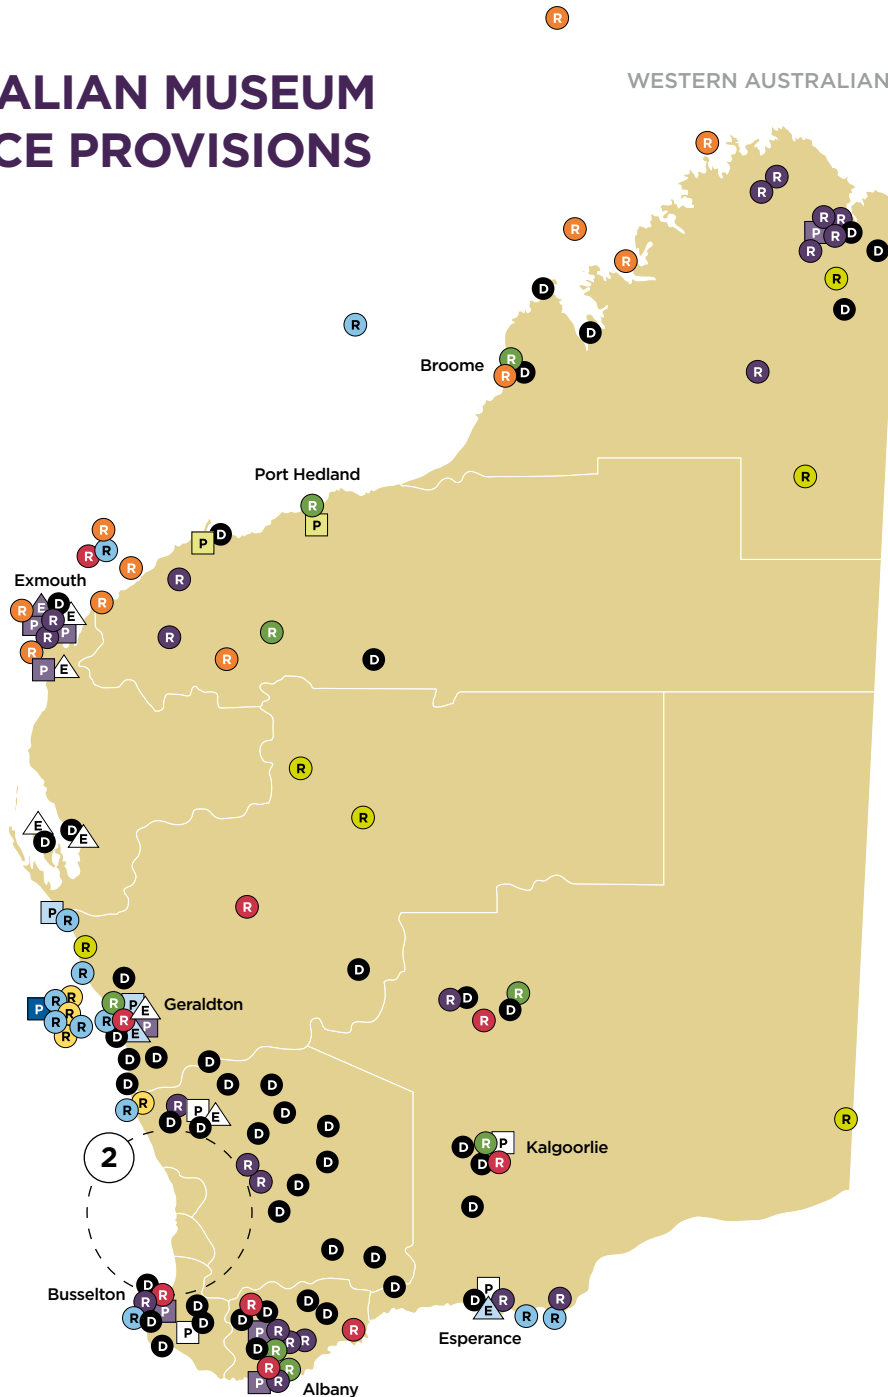 R
ALIAN MUSEUM
WESTERN AUSTRALIAN
CE PROVISIONS
R
R
R
R R
P R D
R
R D
R
R
D
R
D
R
D
Broome
R
R D
R
R
Port Hedland
R
P
R
D
P
R R
R
R
Exmouth
R E D E
R
P R P
R
R
R
R
R
D
P E
R
R
E D
D E
R
P R
R
R
D
D
R D
R
D
R
P R R
R
R R
R
R P E
Geraldton
R R P
D E
D D
D
D
D D
R R
R P E
D D
D
D
D
2
R
R
D
D
D
D
D
R
D R P
D R
Kalgoorlie
D
D
D
D
Busselton
D
R R
P
R D
D
D
P
D
R
D D
D
D
R
P R
R R
D R
R R
P R
Albany
P
D R
E
R
R R
Esperance